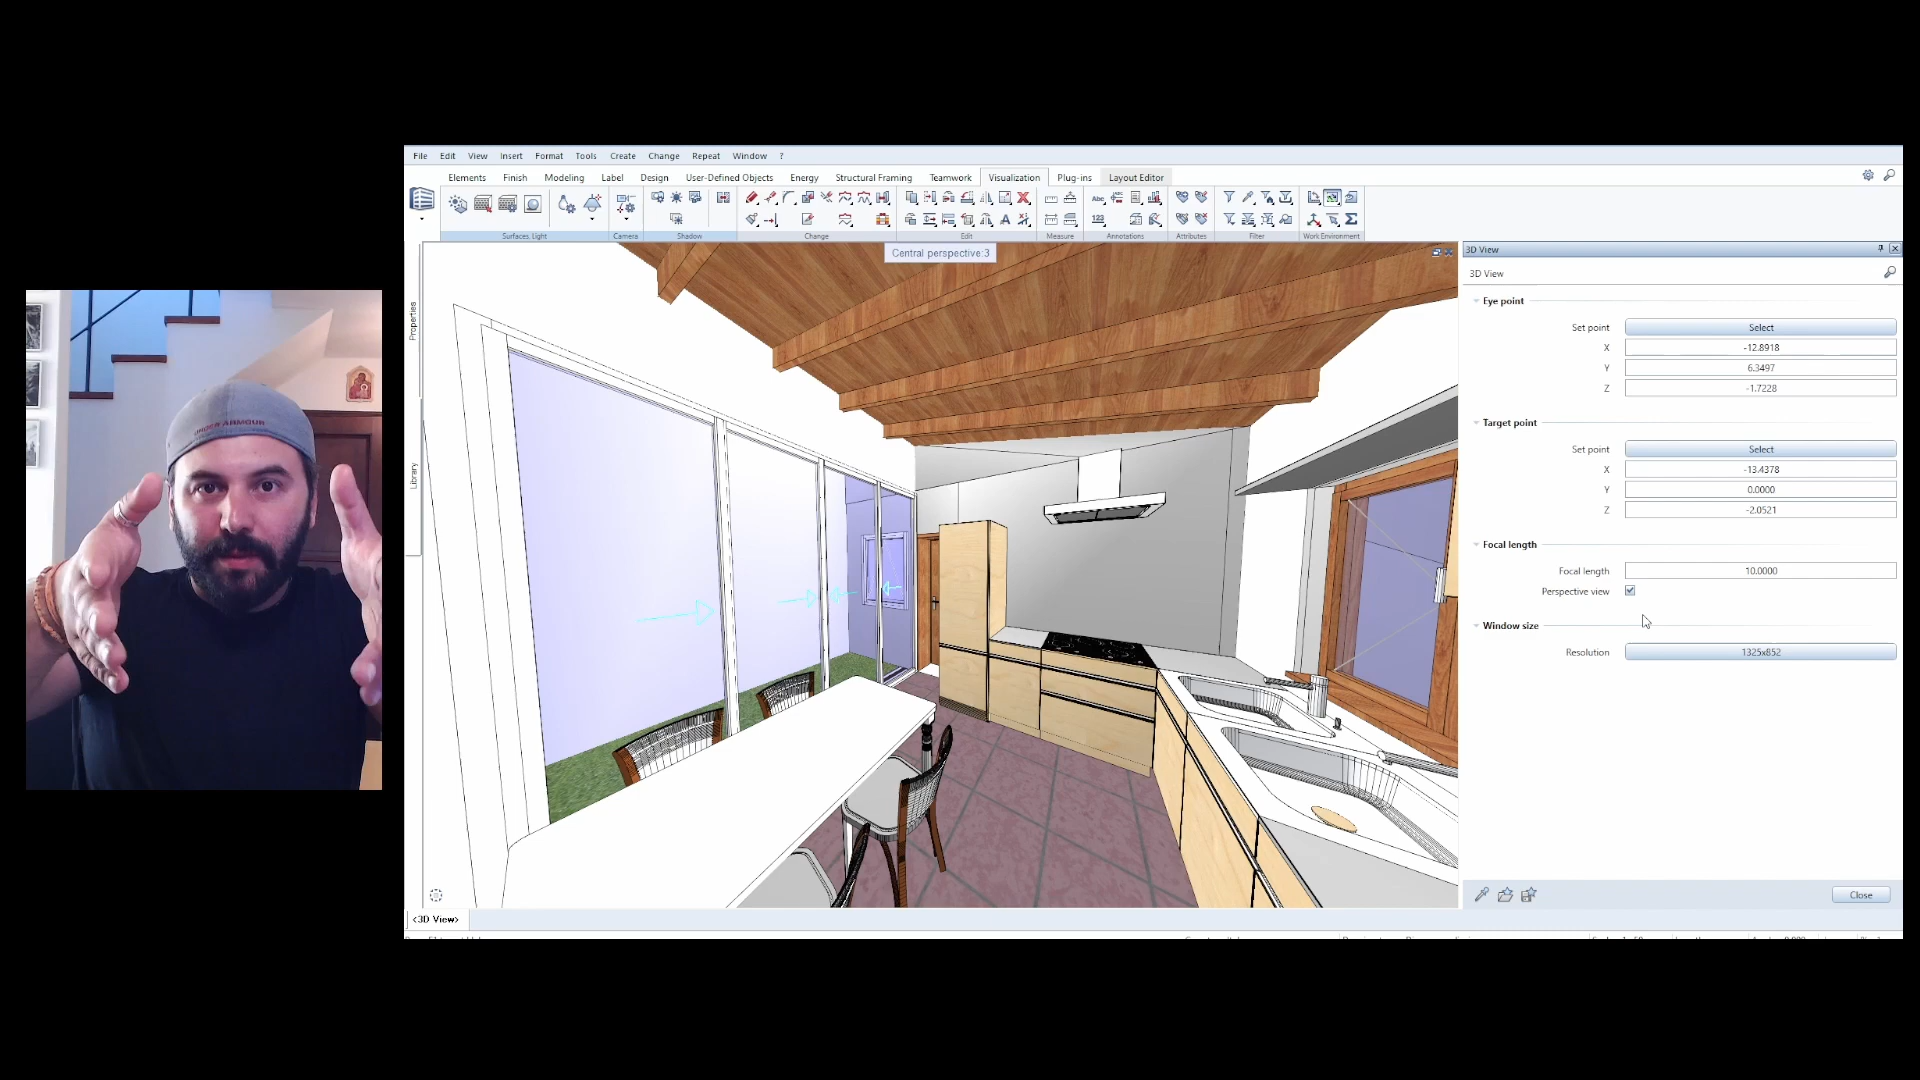 UNDER ARMOUR
File Edit View Insert Format Tools Create Change Repeat Window ?
Elements Finish Modeling Label Design User-Defined Objects Energy Structural Framing Teamwork Visualization Plug-ins Layout Editor
Surfaces, Light Camera Shadow Change Edit Measure Annotations Attributes Filter Work Environment
Abc
123
Central perspective:3
Properties
Library
3D View
3D View
Eye point
Set point Select
X -12.8918
Y 6.3497
Z -1.7228
Target point
Set point Select
X -13.4378
Y 0.0000
Z -2.0521
Focal length
Focal length 10.0000
Perspective view
Window size
Resolution 1325x852
Close
<3D View>